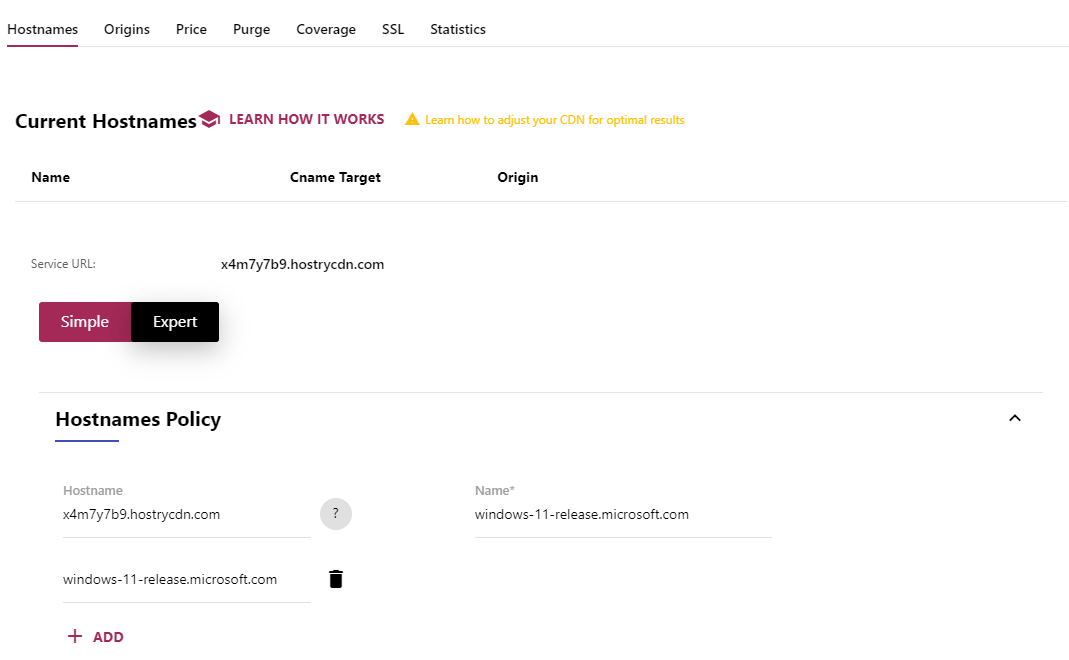 Hostnames Origins Price Purge Coverage SSL Statistics
Current Hostnames LEARN HOW IT WORKS Learn how to adjust your CDN for optimal results
Name Cname Target Origin
Service URL: x4m7y7b9.hostrycdn.com
Simple Expert
Hostnames Policy
Hostname Name*
x4m7y7b9.hostrycdn.com ? windows-11-release.microsoft.com
windows-11-release.microsoft.com
+ ADD